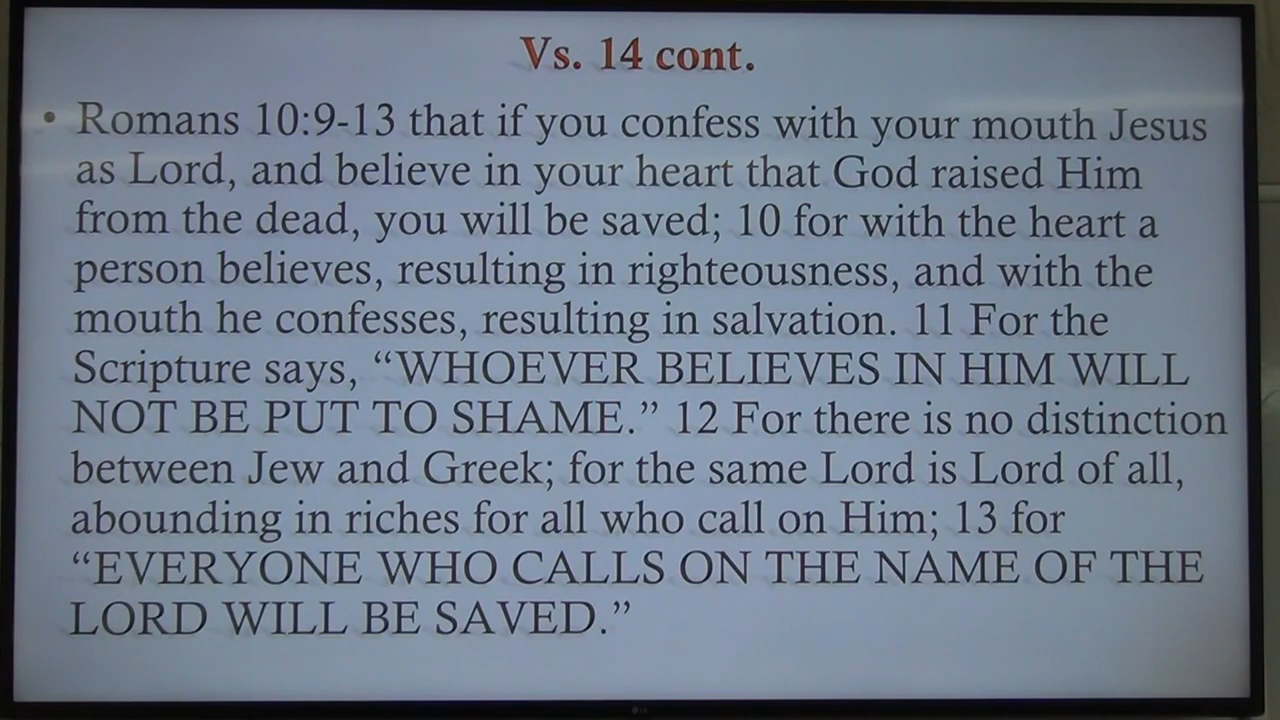 Vs. 14 cont.
• Romans 10:9-13 that if you confess with your mouth Jesus
as Lord, and believe in your heart that God raised Him
from the dead, you will be saved; 10 for with the heart a
person believes, resulting in righteousness, and with the
mouth he confesses, resulting in salvation. 11 For the
Scripture says, “WHOEVER BELIEVES IN HIM WILL
NOT BE PUT TO SHAME.” 12 For there is no distinction
between Jew and Greek; for the same Lord is Lord of all,
abounding in riches for all who call on Him; 13 for
“EVERYONE WHO CALLS ON THE NAME OF THE
LORD WILL BE SAVED.”
LG